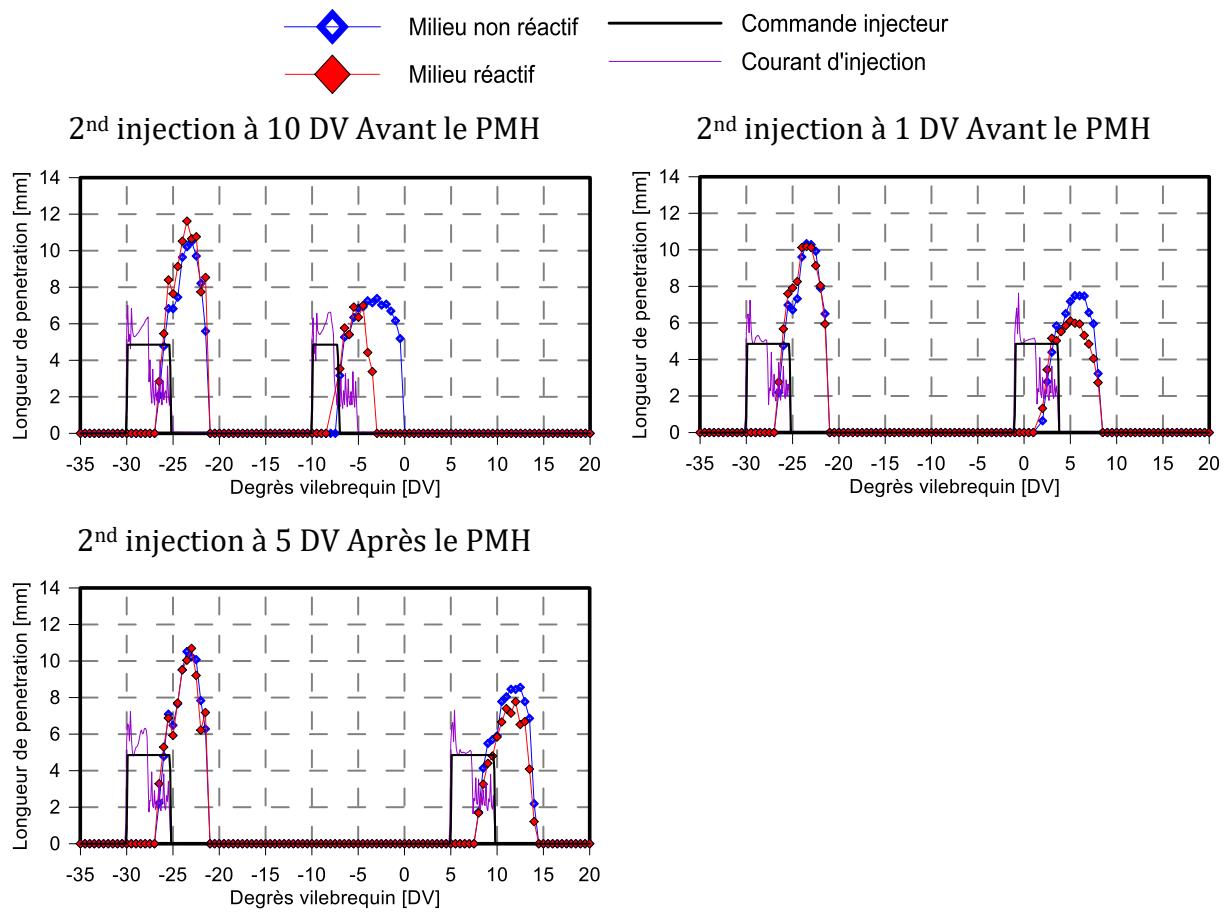 Milieu non réactif
Commande injecteur
Milieu réactif
Courant d'injection
2nd injection à 10 DV Avant le PMH
2nd injection à 1 DV Avant le PMH
Longueur de penetration [mm]
14
12
10
8
6
4
2
0
-35 -30 -25 -20 -15 -10 -5 0 5 10 15 20
Degrès vilebrequin [DV]
Longueur de penetration [mm]
14
12
10
8
6
4
2
0
-35 -30 -25 -20 -15 -10 -5 0 5 10 15 20
Degrès vilebrequin [DV]
2nd injection à 5 DV Après le PMH
Longueur de penetration [mm]
14
12
10
8
6
4
2
0
-35 -30 -25 -20 -15 -10 -5 0 5 10 15 20
Degrès vilebrequin [DV]